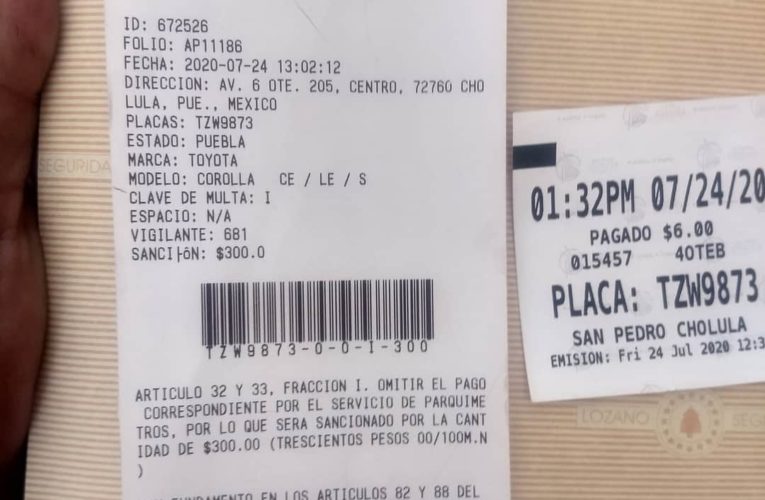 ID: 672526
FOLIO: AP11186
FECHA: 2020-07-24 13:02:12
DIRECCION: AV. 6 OTE. 205, CENTRO, 72760 CHO
LULA, PUE., MEXICO
PLACAS: TZW9873
ESTADO: PUEBLA
MARCA: TOYOTA
MODELO: COROLLA CE / LE / S
CLAVE DE MULTA: I
ESPACIO: N/A
VIGILANTE: 681
SANCI├ôN: $300.0
TZW9873-0-0-I-300
ARTICULO 32 Y 33, FRACCION I. OMITIR EL PAGO
CORRESPONDIENTE POR EL SERVICIO DE PARQUIME
TROS, POR LO QUE SERA SANCIONADO POR LA CANT
IDAD DE $300.00 (TRESCIENTOS PESOS 00/100M.N
)
FUNDAMENTO EN LOS ARTICULOS 82 Y 88 DEL
01:32PM 07/24/20
PAGADO $6.00
015457 4OTEB
PLACA: TZW9873
SAN PEDRO CHOLULA
EMISION: Fri 24 Jul 2020 12:3
SEGURIDA
LOZANO SEG